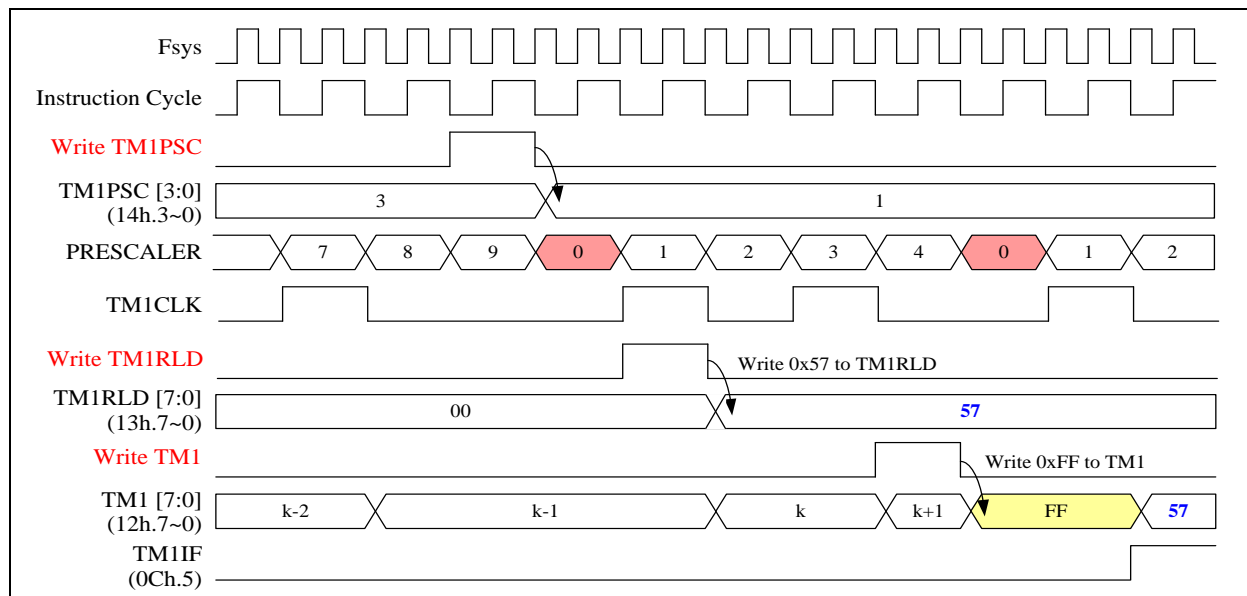 Fsys
Instruction Cycle
Write TM1PSC
TM1PSC [3:0]
(14h.3~0)
3 1
PRESCALER 7 8 9 0 1 2 3 4 0 1 2
TM1CLK
Write TM1RLD Write 0x57 to TM1RLD
TM1RLD [7:0]
(13h.7~0)
00 57
Write TM1 Write 0xFF to TM1
TM1 [7:0]
(12h.7~0)
k-2 k-1 k k+1 FF 57
TM1IF
(0Ch.5)